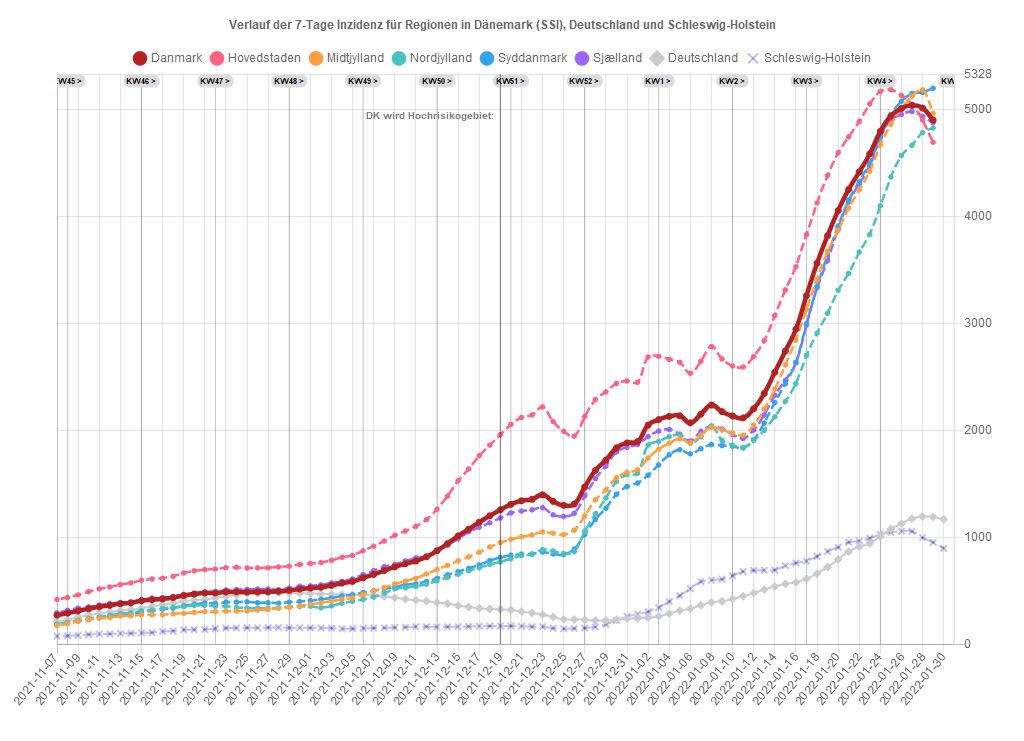 Verlauf der 7-Tage Inzidenz für Regionen in Dänemark (SSI), Deutschland und Schleswig-Holstein
Danmark Hovedstaden Midtjylland Nordjylland Syddanmark Sjælland Deutschland Schleswig-Holstein
KW45 > KW46 > KW47 > KW48 > KW49 > KW50 > KW51 > KW52 > KW1 > KW2 > KW3 > KW4 > KW
5328
5000
DK wird Hochrisikogebiet:
4000
3000
2000
1000
0
2021-11-07 2021-11-09 2021-11-11 2021-11-13 2021-11-15 2021-11-17 2021-11-19 2021-11-21 2021-11-23 2021-11-25 2021-11-27 2021-11-29 2021-12-01 2021-12-03 2021-12-05 2021-12-07 2021-12-09 2021-12-11 2021-12-13 2021-12-15 2021-12-17 2021-12-19 2021-12-21 2021-12-23 2021-12-25 2021-12-27 2021-12-29 2021-12-31 2022-01-02 2022-01-04 2022-01-06 2022-01-08 2022-01-10 2022-01-12 2022-01-14 2022-01-16 2022-01-18 2022-01-20 2022-01-22 2022-01-24 2022-01-26 2022-01-28 2022-01-30